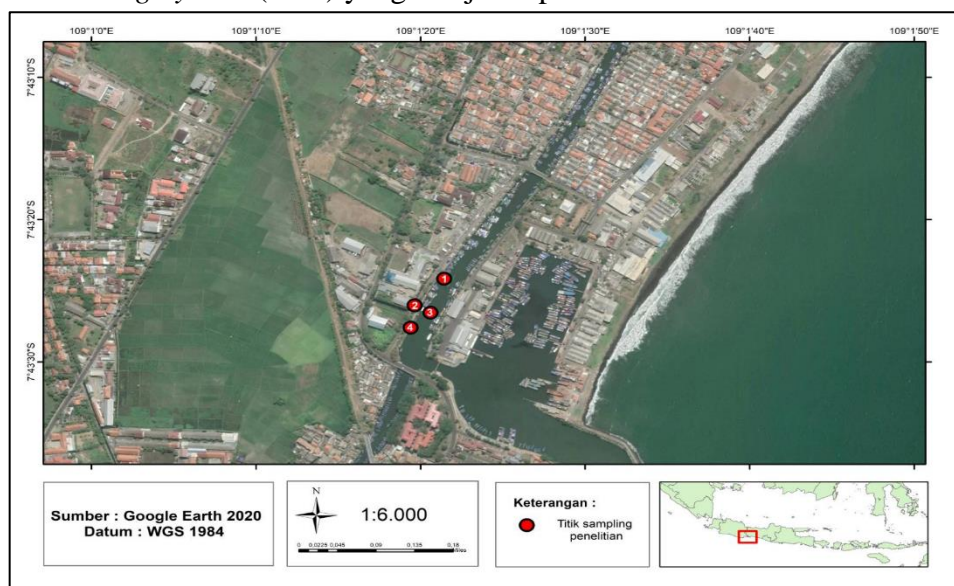 yang
109°1'0"E 109°1'10"E 109°1'20"E 109°1'30"E 109°1'40"E 109°1'50"E
7°43'10"S
7°43'20"S
7°43'30"S
1
2
3
4
Sumber : Google Earth 2020
Datum : WGS 1984
N
1:6.000
0 0.0225 0.045 0.09 0.135 0.18
Miles
Keterangan :
Titik sampling
penelitian